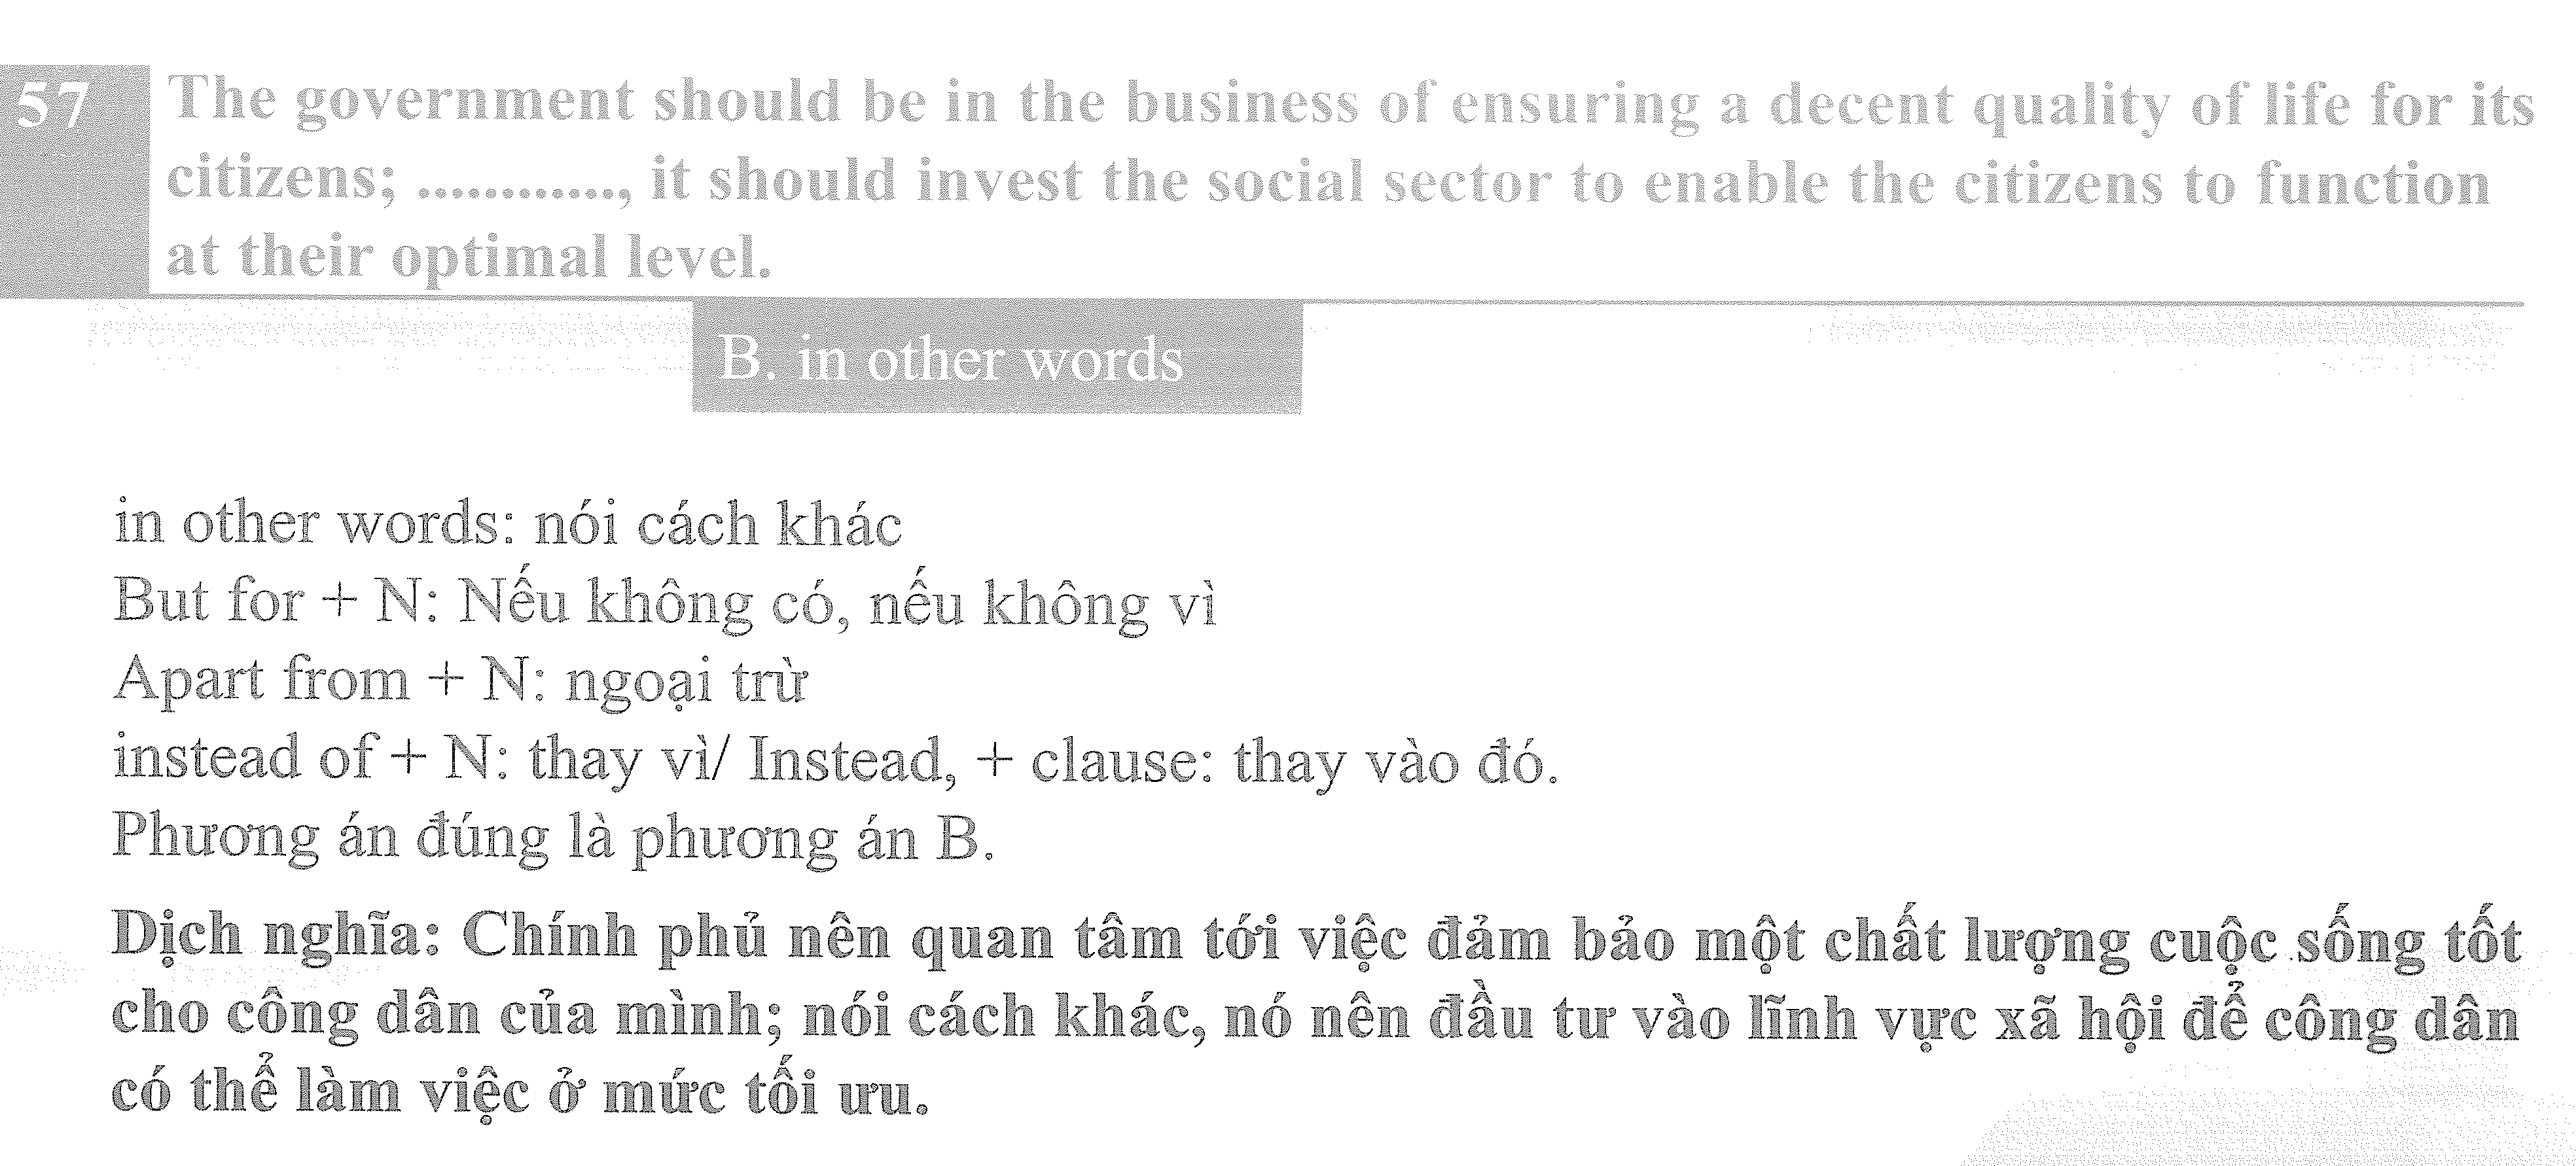 57 The government should be in the business of ensuring a decent quality of life for its
citizens; ............., it should invest the social sector to enable the citizens to function
at their optimal level.
B. in other words
in other words: nói cách khác
But for + N: Nếu không có, nếu không vì
Apart from + N: ngoại trừ
instead of + N: thay vì/ Instead, + clause: thay vào đó.
Phương án đúng là phương án B.
Dịch nghĩa: Chính phủ nên quan tâm tới việc đảm bảo một chất lượng cuộc sống tốt
cho công dân của mình; nói cách khác, nó nên đầu tư vào lĩnh vực xã hội để công dân
có thể làm việc ở mức tối ưu.